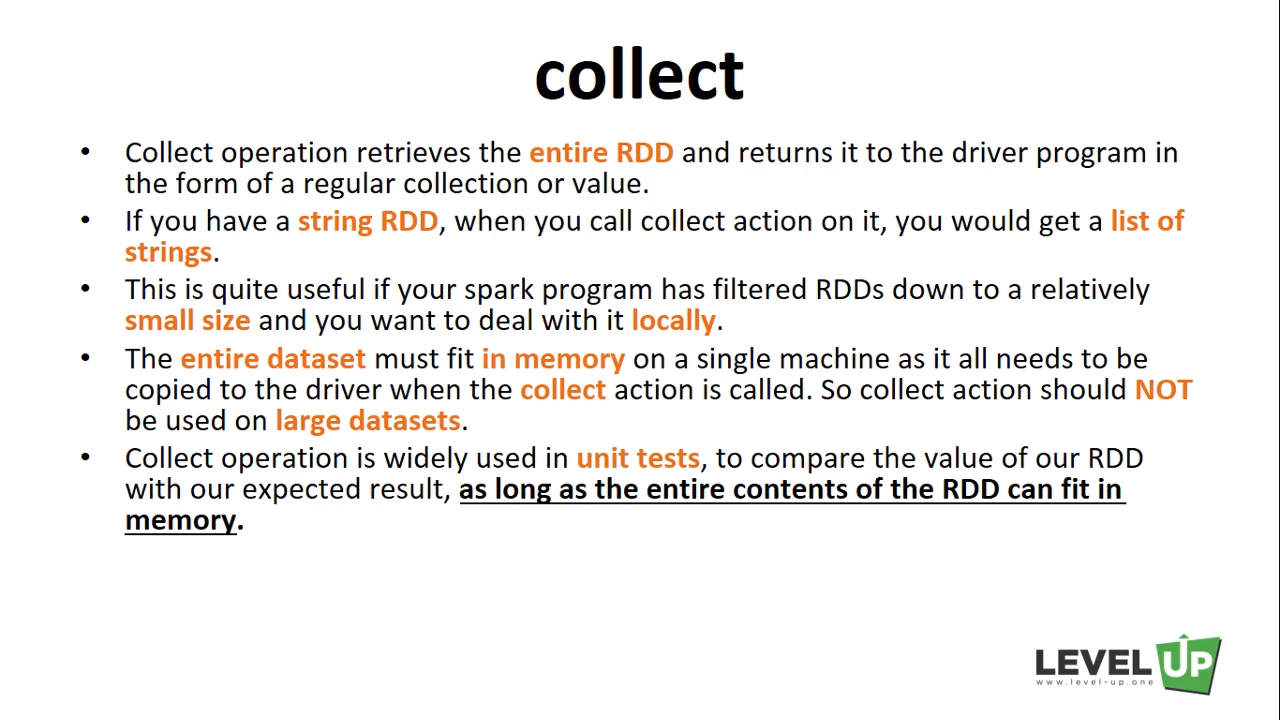 collect
• Collect operation retrieves the entire RDD and returns it to the driver program in
the form of a regular collection or value.
• If you have a string RDD, when you call collect action on it, you would get a list of
strings.
• This is quite useful if your spark program has filtered RDDs down to a relatively
small size and you want to deal with it locally.
• The entire dataset must fit in memory on a single machine as it all needs to be
copied to the driver when the collect action is called. So collect action should NOT
be used on large datasets.
• Collect operation is widely used in unit tests, to compare the value of our RDD
with our expected result, as long as the entire contents of the RDD can fit in
memory.
LEVEL UP
www.level-up.one